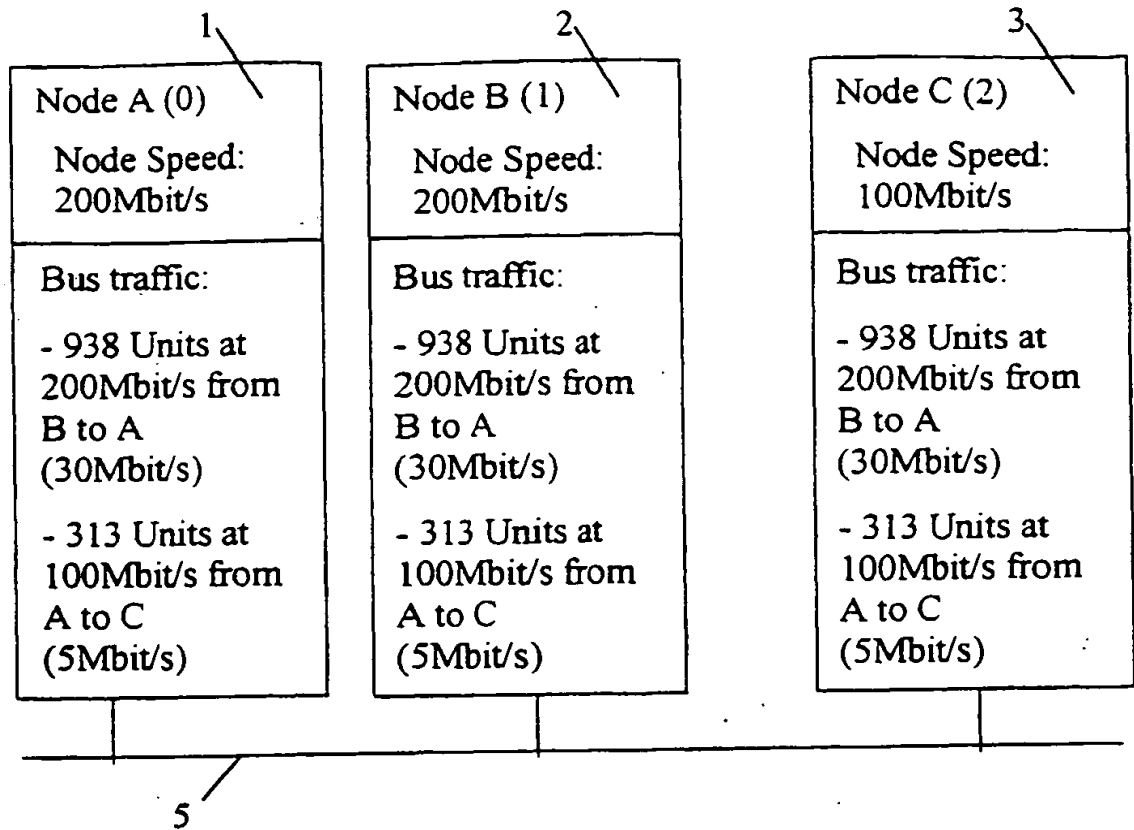 1
2
3
Node A (0)
Node Speed:
200Mbit/s
Bus traffic:
- 938 Units at
200Mbit/s from
B to A
(30Mbit/s)
- 313 Units at
100Mbit/s from
A to C
(5Mbit/s)
Node B (1)
Node Speed:
200Mbit/s
Bus traffic:
- 938 Units at
200Mbit/s from
B to A
(30Mbit/s)
- 313 Units at
100Mbit/s from
A to C
(5Mbit/s)
Node C (2)
Node Speed:
100Mbit/s
Bus traffic:
- 938 Units at
200Mbit/s from
B to A
(30Mbit/s)
- 313 Units at
100Mbit/s from
A to C
(5Mbit/s)
5